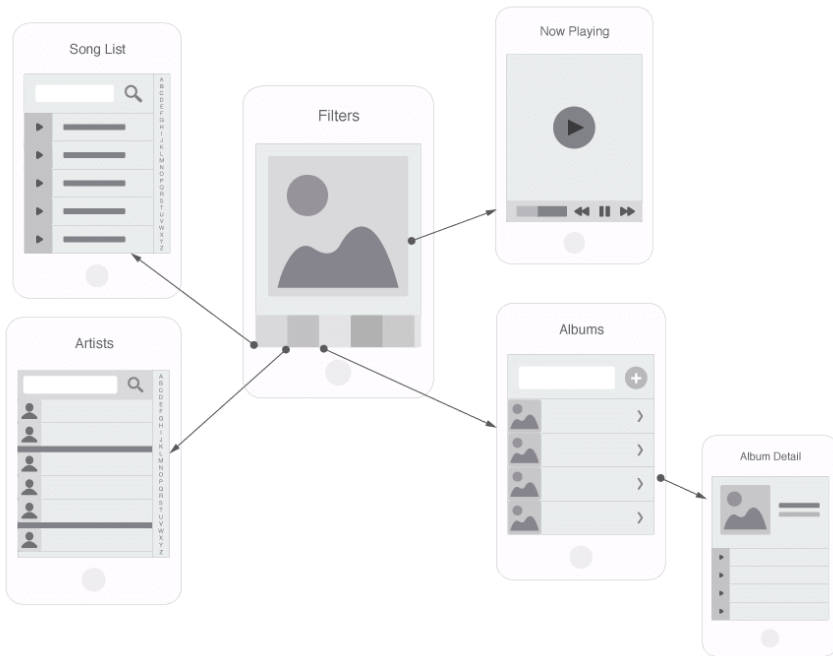 Song List
A
B
C
D
E
F
G
H
I
J
K
L
M
N
O
P
Q
R
S
T
U
V
W
X
Y
Z
Filters
Now Playing
Artists
A
B
C
D
E
F
G
H
I
J
K
L
M
N
O
P
Q
R
S
T
U
V
W
X
Y
Z
Albums
Album Detail